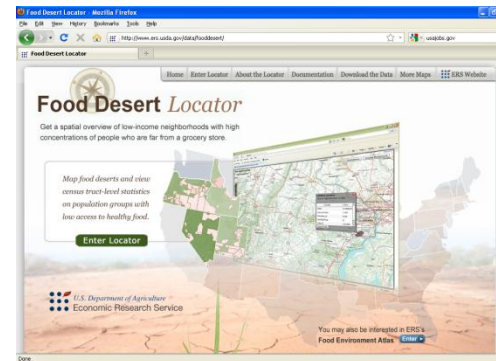 Food Desert Locator - Mozilla Firefox
File Edit View History Bookmarks Tools Help
http://www.ers.usda.gov/data/fooddesert/
usajobs.gov
Food Desert Locator
Home Enter Locator About the Locator Documentation Download the Data More Maps ERS Website
Food Desert Locator
Get a spatial overview of low-income neighborhoods with high
concentrations of people who are far from a grocery store.
Map food deserts and view
census tract-level statistics
on population groups with
low access to healthy food.
Enter Locator
U.S. Department of Agriculture
Economic Research Service
You may also be interested in ERS's
Food Environment Atlas Enter
Done